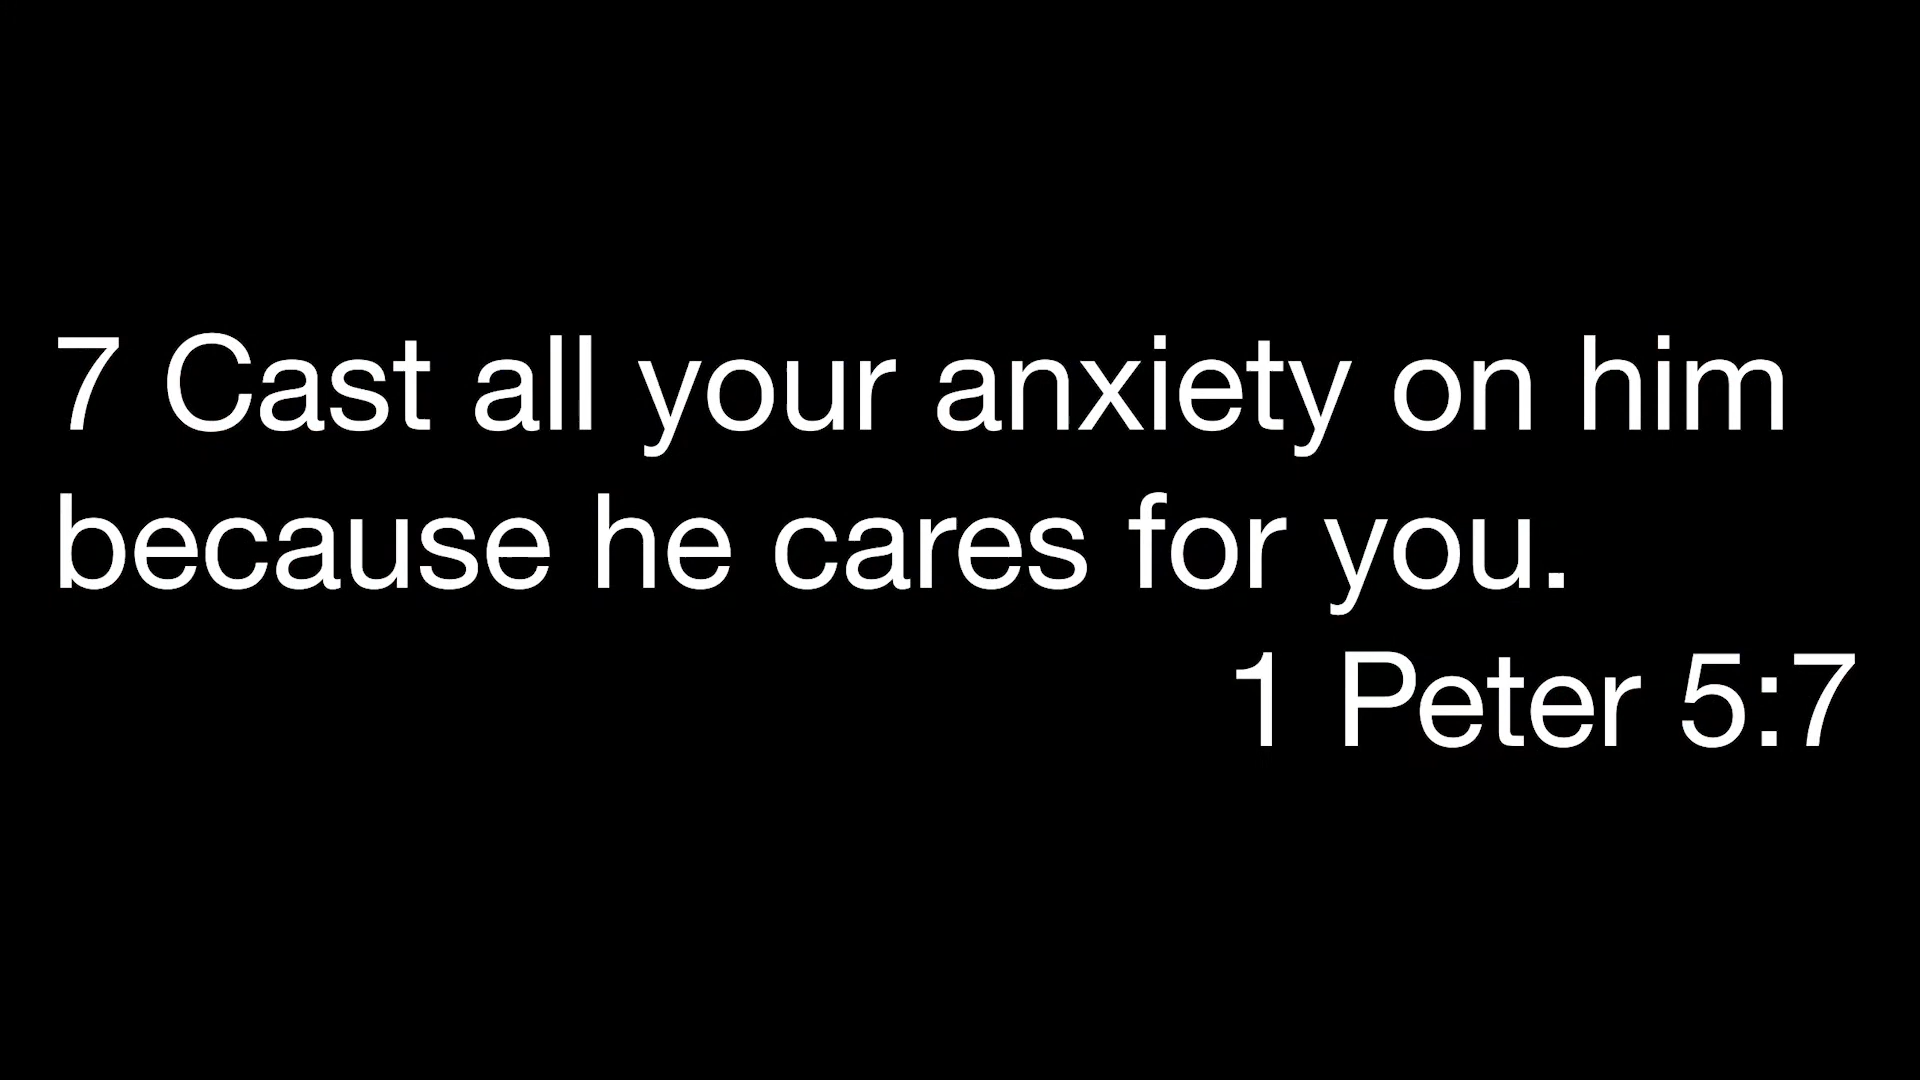 7 Cast all your anxiety on him
because he cares for you.
1 Peter 5:7